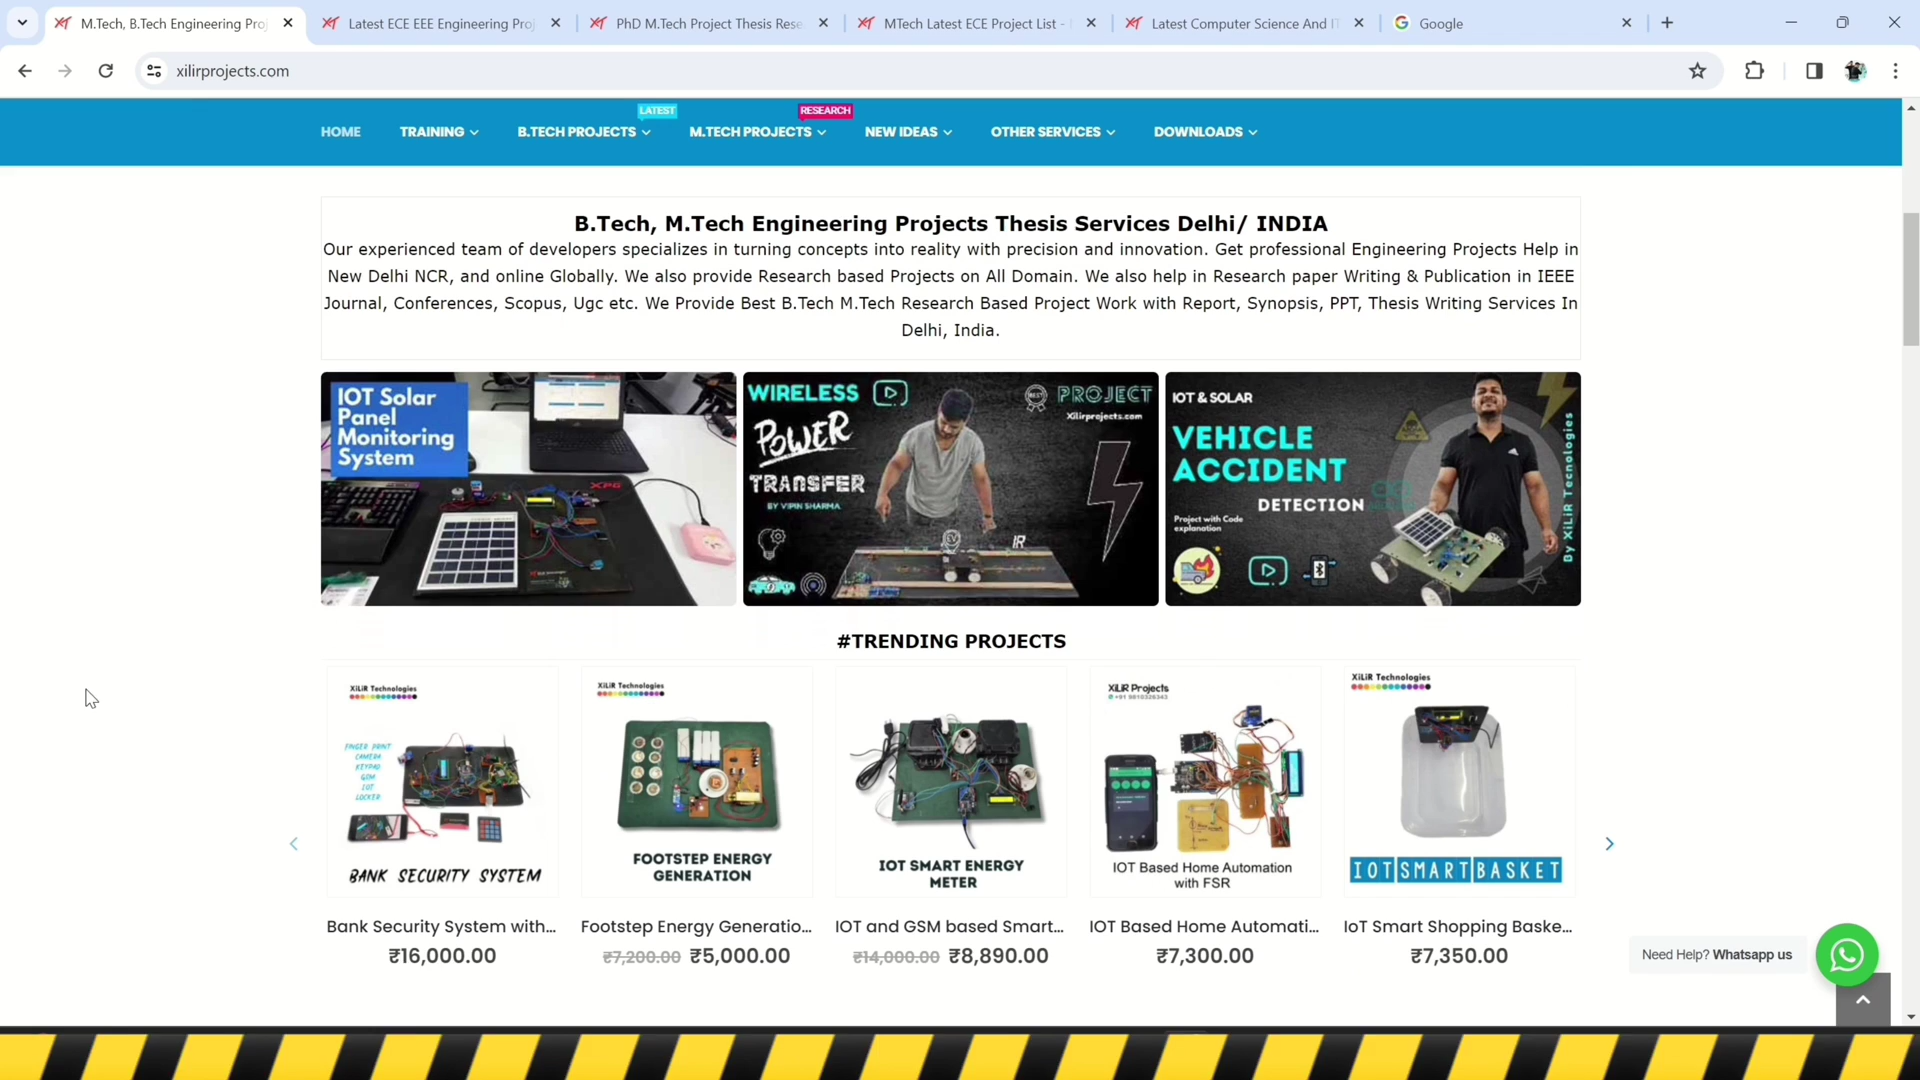 M.Tech, B.Tech Engineering Proj
Latest ECE EEE Engineering Proj
PhD M.Tech Project Thesis Rese
MTech Latest ECE Project List -
Latest Computer Science And IT
Google
xilirprojects.com
LATEST
RESEARCH
HOME
TRAINING
B.TECH PROJECTS
M.TECH PROJECTS
NEW IDEAS
OTHER SERVICES
DOWNLOADS
B.Tech, M.Tech Engineering Projects Thesis Services Delhi/ INDIA
Our experienced team of developers specializes in turning concepts into reality with precision and innovation. Get professional Engineering Projects Help in
New Delhi NCR, and online Globally. We also provide Research based Projects on All Domain. We also help in Research paper Writing & Publication in IEEE
Journal, Conferences, Scopus, Ugc etc. We Provide Best B.Tech M.Tech Research Based Project Work with Report, Synopsis, PPT, Thesis Writing Services In
Delhi, India.
IOT Solar
Panel
Monitoring
System
XPG
WIRELESS
POWER
TRANSFER
BY VIPIN SHARMA
BEST
PROJECT
Xilirprojects.com
EV
IR
IOT & SOLAR
VEHICLE
ACCIDENT
DETECTION
Project with Code
explanation
By XiLiR Tecnologies
#TRENDING PROJECTS
XiLiR Technologies
FINGER PRINT
CAMERA
KEYPAD
GSM
IOT
LOCKER
BANK SECURITY SYSTEM
XiLiR Technologies
FOOTSTEP ENERGY
GENERATION
IOT SMART ENERGY
METER
XiLiR Projects
+91 9810326343
IOT Based Home Automation
with FSR
XiLiR Technologies
IOT SMART BASKET
Bank Security System with...
Footstep Energy Generatio...
IOT and GSM based Smart...
IOT Based Home Automati...
IoT Smart Shopping Baske...
₹16,000.00
₹7,200.00 ₹5,000.00
₹14,000.00 ₹8,890.00
₹7,300.00
₹7,350.00
Need Help? Whatsapp us